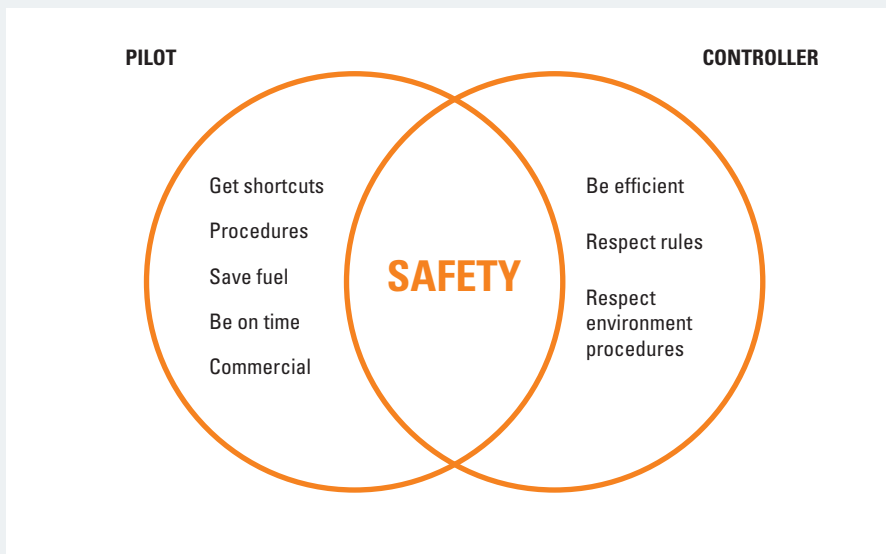 PILOT
CONTROLLER
Get shortcuts
Procedures
Save fuel
Be on time
Commercial
SAFETY
Be efficient
Respect rules
Respect
environment
procedures